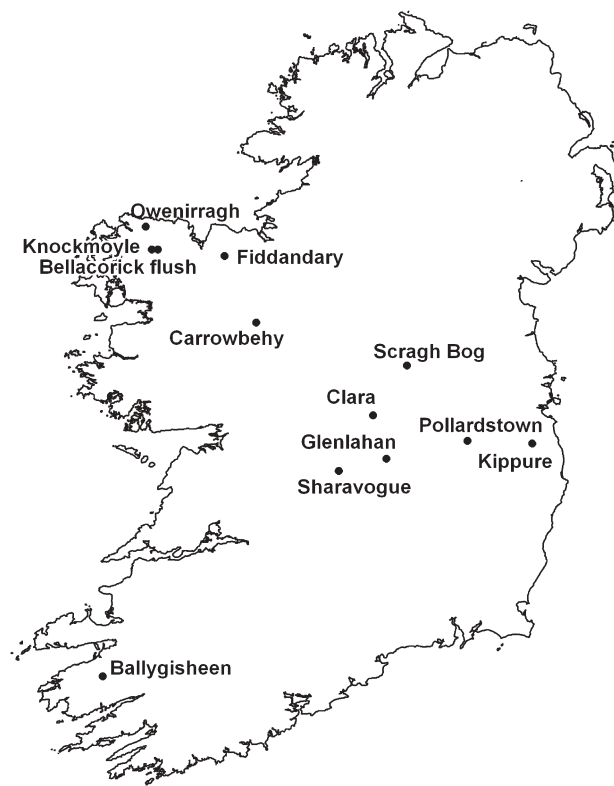 Owenirragh
Knockmoyle
Bellacorick flush
Fiddandary
Carrowbehy
Scragh Bog
Clara
Pollardstown
Glenlahan
Kippure
Sharavogue
Ballygisheen